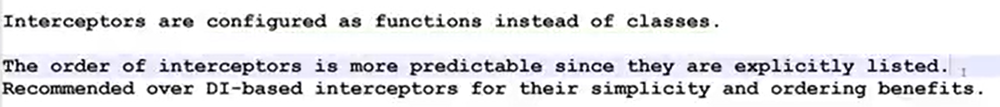 Interceptors are configured as functions instead of classes.
The order of interceptors is more predictable since they are explicitly listed.
Recommended over DI-based interceptors for their simplicity and ordering benefits.